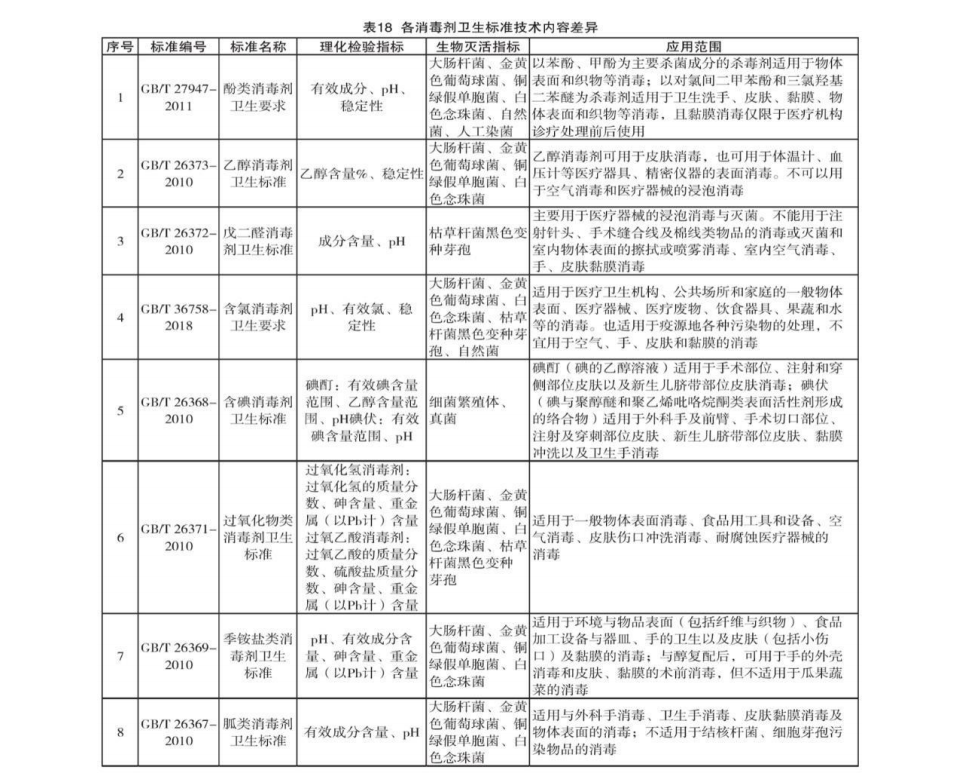 表18 各消毒剂卫生标准技术内容差异
序号 标准编号 标准名称 理化检验指标 生物灭活指标 应用范围
1
GB/T 27947-
2011
酚类消毒剂
卫生要求
有效成分、pH、
稳定性
大肠杆菌、金黄
色葡萄球菌、铜
绿假单胞菌、白
色念珠菌、自然
菌、人工染菌
以苯酚、甲酚为主要杀菌成分的杀毒剂适用于物体
表面和织物等消毒；以对氯间二甲苯酚和三氯羟基
二苯醚为杀毒剂适用于卫生洗手、皮肤、黏膜、物
体表面和织物等消毒，且黏膜消毒仅限于医疗机构
诊疗处理前后使用
2
GB/T 26373-
2010
乙醇消毒剂
卫生标准
乙醇含量%、稳定性
大肠杆菌、金黄
色葡萄球菌、铜
绿假单胞菌、白
色念珠菌
乙醇消毒剂可用于皮肤消毒，也可用于体温计、血
压计等医疗器具、精密仪器的表面消毒。不可以用
于空气消毒和医疗器械的浸泡消毒
3
GB/T 26372-
2010
戊二醛消毒
剂卫生标准
成分含量、pH
枯草杆菌黑色变
种芽孢
主要用于医疗器械的浸泡消毒与灭菌。不能用于注
射针头、手术缝合线及棉线类物品的消毒或灭菌和
室内物体表面的擦拭或喷雾消毒、室内空气消毒、
手、皮肤黏膜消毒
4
GB/T 36758-
2018
含氯消毒剂
卫生要求
pH、有效氯、稳
定性
大肠杆菌、金黄
色葡萄球菌、白
色念珠菌、枯草
杆菌黑色变种芽
孢、自然菌
适用于医疗卫生机构、公共场所和家庭的一般物体
表面、医疗器械、医疗废物、饮食器具、果蔬和水
等的消毒。也适用于疫源地各种污染物的处理，不
宜用于空气、手、皮肤和黏膜的消毒
5
GB/T 26368-
2010
含碘消毒剂
卫生标准
碘酊：有效碘含量
范围、乙醇含量范
围、pH碘伏：有效
碘含量范围、pH
细菌繁殖体、
真菌
碘酊（碘的乙醇溶液）适用于手术部位、注射和穿
侧部位皮肤以及新生儿脐带部位皮肤消毒；碘伏
（碘与聚醇醚和聚乙烯吡咯烷酮类表面活性剂形成
的络合物）适用于外科手及前臂、手术切口部位、
注射及穿刺部位皮肤、新生儿脐带部位皮肤、黏膜
冲洗以及卫生手消毒
6
GB/T 26371-
2010
过氧化物类
消毒剂卫生
标准
过氧化氢消毒剂：
过氧化氢的质量分
数、砷含量、重金
属（以Pb计）含量
过氧乙酸消毒剂：
过氧乙酸的质量分
数、硫酸盐质量分
数、砷含量、重金
属（以Pb计）含量
大肠杆菌、金黄
色葡萄球菌、铜
绿假单胞菌、白
色念珠菌、枯草
杆菌黑色变种
芽孢
适用于一般物体表面消毒、食品用工具和设备、空
气消毒、皮肤伤口冲洗消毒、耐腐蚀医疗器械的
消毒
7
GB/T 26369-
2010
季铵盐类消
毒剂卫生
标准
pH、有效成分含
量、砷含量、重金
属（以Pb计）含量
大肠杆菌、金黄
色葡萄球菌、铜
绿假单胞菌、白
色念珠菌
适用于环境与物品表面（包括纤维与织物）、食品
加工设备与器皿、手的卫生以及皮肤（包括小伤
口）及黏膜的消毒；与醇复配后，可用于手的外壳
消毒和皮肤、黏膜的术前消毒，但不适用于瓜果蔬
菜的消毒
8
GB/T 26367-
2010
胍类消毒剂
卫生标准
有效成分含量、pH
大肠杆菌、金黄
色葡萄球菌、铜
绿假单胞菌、白
色念珠菌
适用与外科手消毒、卫生手消毒、皮肤黏膜消毒及
物体表面的消毒；不适用于结核杆菌、细胞芽孢污
染物品的消毒